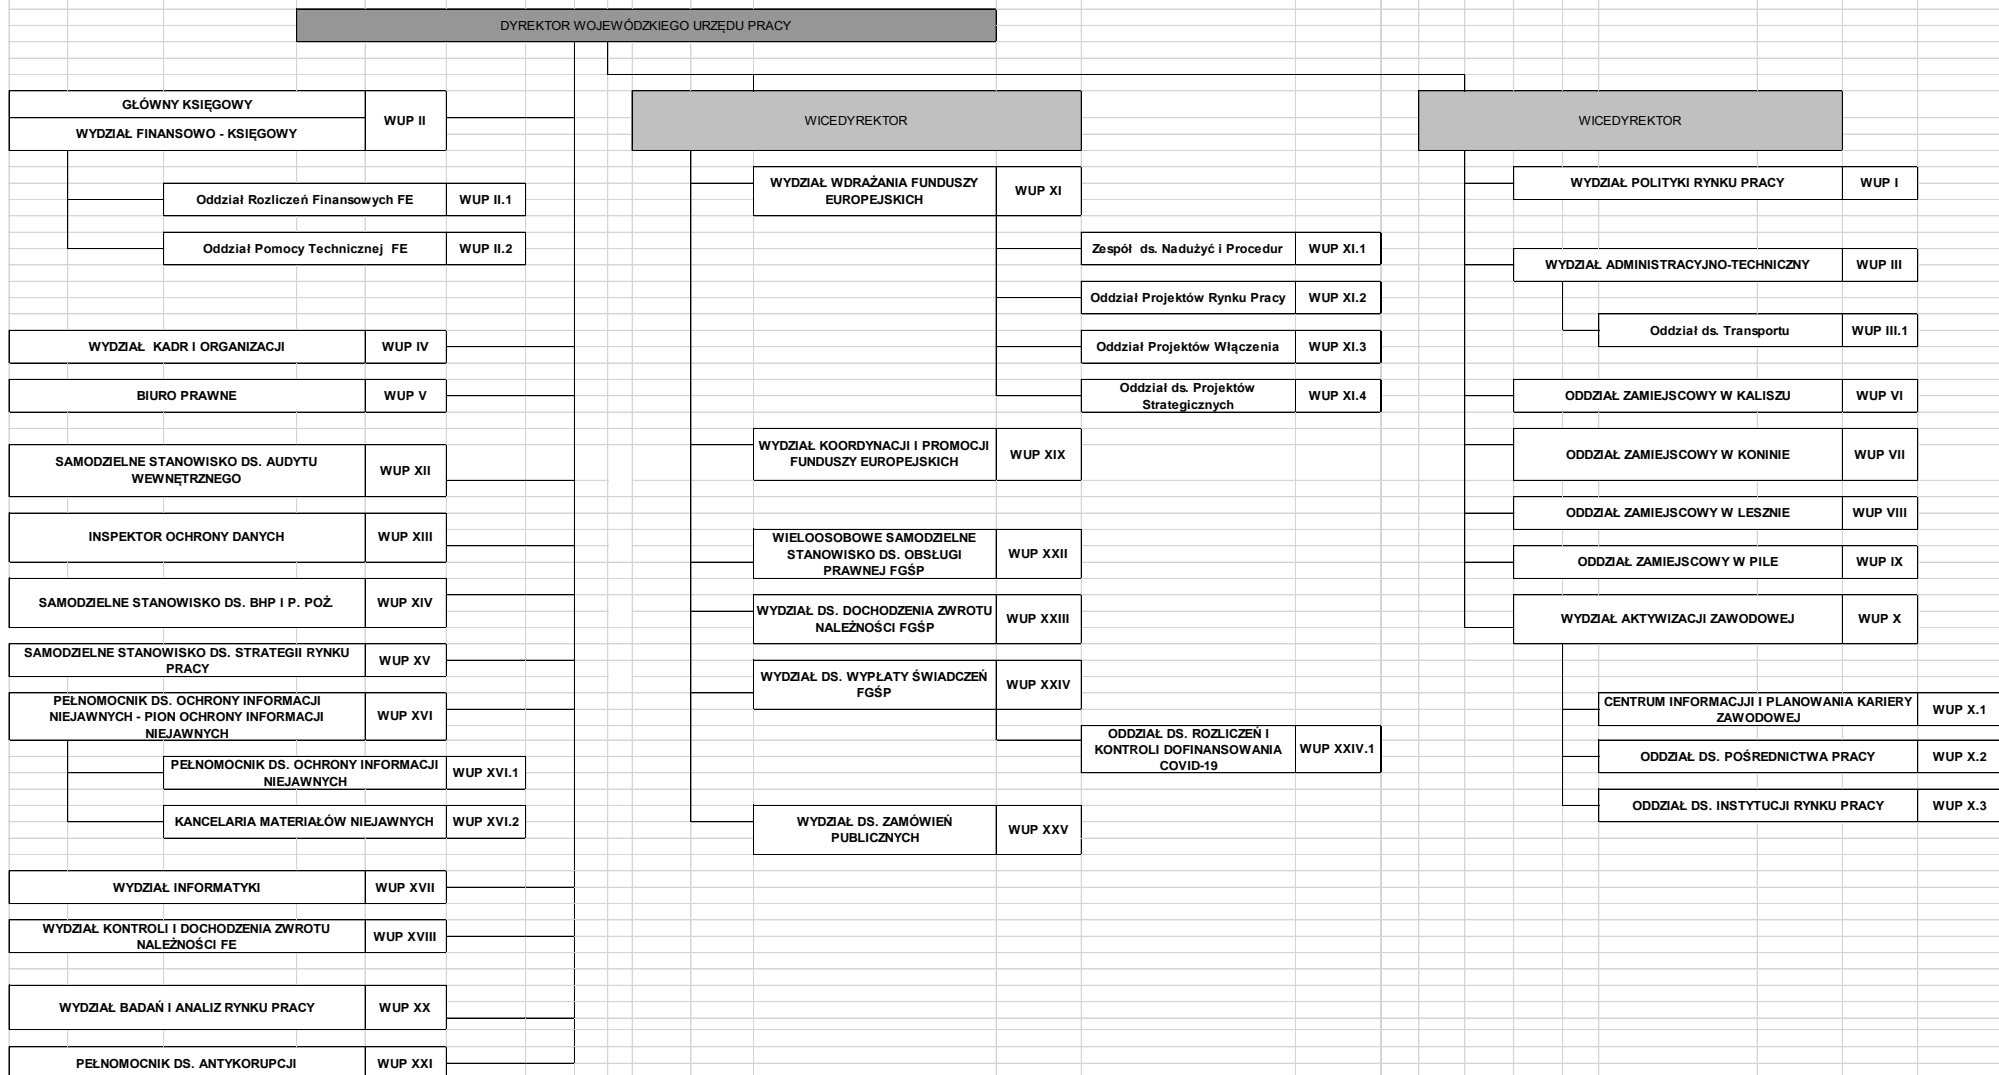 DYREKTOR WOJEWÓDZKIEGO URZĘDU PRACY
GŁÓWNY KSIĘGOWY
WYDZIAŁ FINANSOWO - KSIĘGOWY
WUP II
Oddział Rozliczeń Finansowych FE
WUP II.1
Oddział Pomocy Technicznej FE
WUP II.2
WYDZIAŁ KADR I ORGANIZACJI
WUP IV
BIURO PRAWNE
WUP V
SAMODZIELNE STANOWISKO DS. AUDYTU
WEWNĘTRZNEGO
WUP XII
INSPEKTOR OCHRONY DANYCH
WUP XIII
SAMODZIELNE STANOWISKO DS. BHP I P. POŻ.
WUP XIV
SAMODZIELNE STANOWISKO DS. STRATEGII RYNKU
PRACY
WUP XV
PEŁNOMOCNIK DS. OCHRONY INFORMACJI
NIEJAWNYCH - PION OCHRONY INFORMACJI
NIEJAWNYCH
WUP XVI
PEŁNOMOCNIK DS. OCHRONY INFORMACJI
NIEJAWNYCH
WUP XVI.1
KANCELARIA MATERIAŁÓW NIEJAWNYCH
WUP XVI.2
WYDZIAŁ INFORMATYKI
WUP XVII
WYDZIAŁ KONTROLI I DOCHODZENIA ZWROTU
NALEŻNOŚCI FE
WUP XVIII
WYDZIAŁ BADAŃ I ANALIZ RYNKU PRACY
WUP XX
PEŁNOMOCNIK DS. ANTYKORUPCJI
WUP XXI
WICEDYREKTOR
WYDZIAŁ WDRAŻANIA FUNDUSZY
EUROPEJSKICH
WUP XI
Zespół ds. Nadużyć i Procedur
WUP XI.1
Oddział Projektów Rynku Pracy
WUP XI.2
Oddział Projektów Włączenia
WUP XI.3
Oddział ds. Projektów
Strategicznych
WUP XI.4
WYDZIAŁ KOORDYNACJI I PROMOCJI
FUNDUSZY EUROPEJSKICH
WUP XIX
WIELOOSOBOWE SAMODZIELNE
STANOWISKO DS. OBSŁUGI
PRAWNEJ FGŚP
WUP XXII
WYDZIAŁ DS. DOCHODZENIA ZWROTU
NALEŻNOŚCI FGŚP
WUP XXIII
WYDZIAŁ DS. WYPŁATY ŚWIADCZEŃ
FGŚP
WUP XXIV
ODDZIAŁ DS. ROZLICZEŃ I
KONTROLI DOFINANSOWANIA
COVID-19
WUP XXIV.1
WYDZIAŁ DS. ZAMÓWIEŃ
PUBLICZNYCH
WUP XXV
WICEDYREKTOR
WYDZIAŁ POLITYKI RYNKU PRACY
WUP I
WYDZIAŁ ADMINISTRACYJNO-TECHNICZNY
WUP III
Oddział ds. Transportu
WUP III.1
ODDZIAŁ ZAMIEJSCOWY W KALISZU
WUP VI
ODDZIAŁ ZAMIEJSCOWY W KONINIE
WUP VII
ODDZIAŁ ZAMIEJSCOWY W LESZNIE
WUP VIII
ODDZIAŁ ZAMIEJSCOWY W PILE
WUP IX
WYDZIAŁ AKTYWIZACJI ZAWODOWEJ
WUP X
CENTRUM INFORMACJJI I PLANOWANIA KARIERY
ZAWODOWEJ
WUP X.1
ODDZIAŁ DS. POŚREDNICTWA PRACY
WUP X.2
ODDZIAŁ DS. INSTYTUCJI RYNKU PRACY
WUP X.3